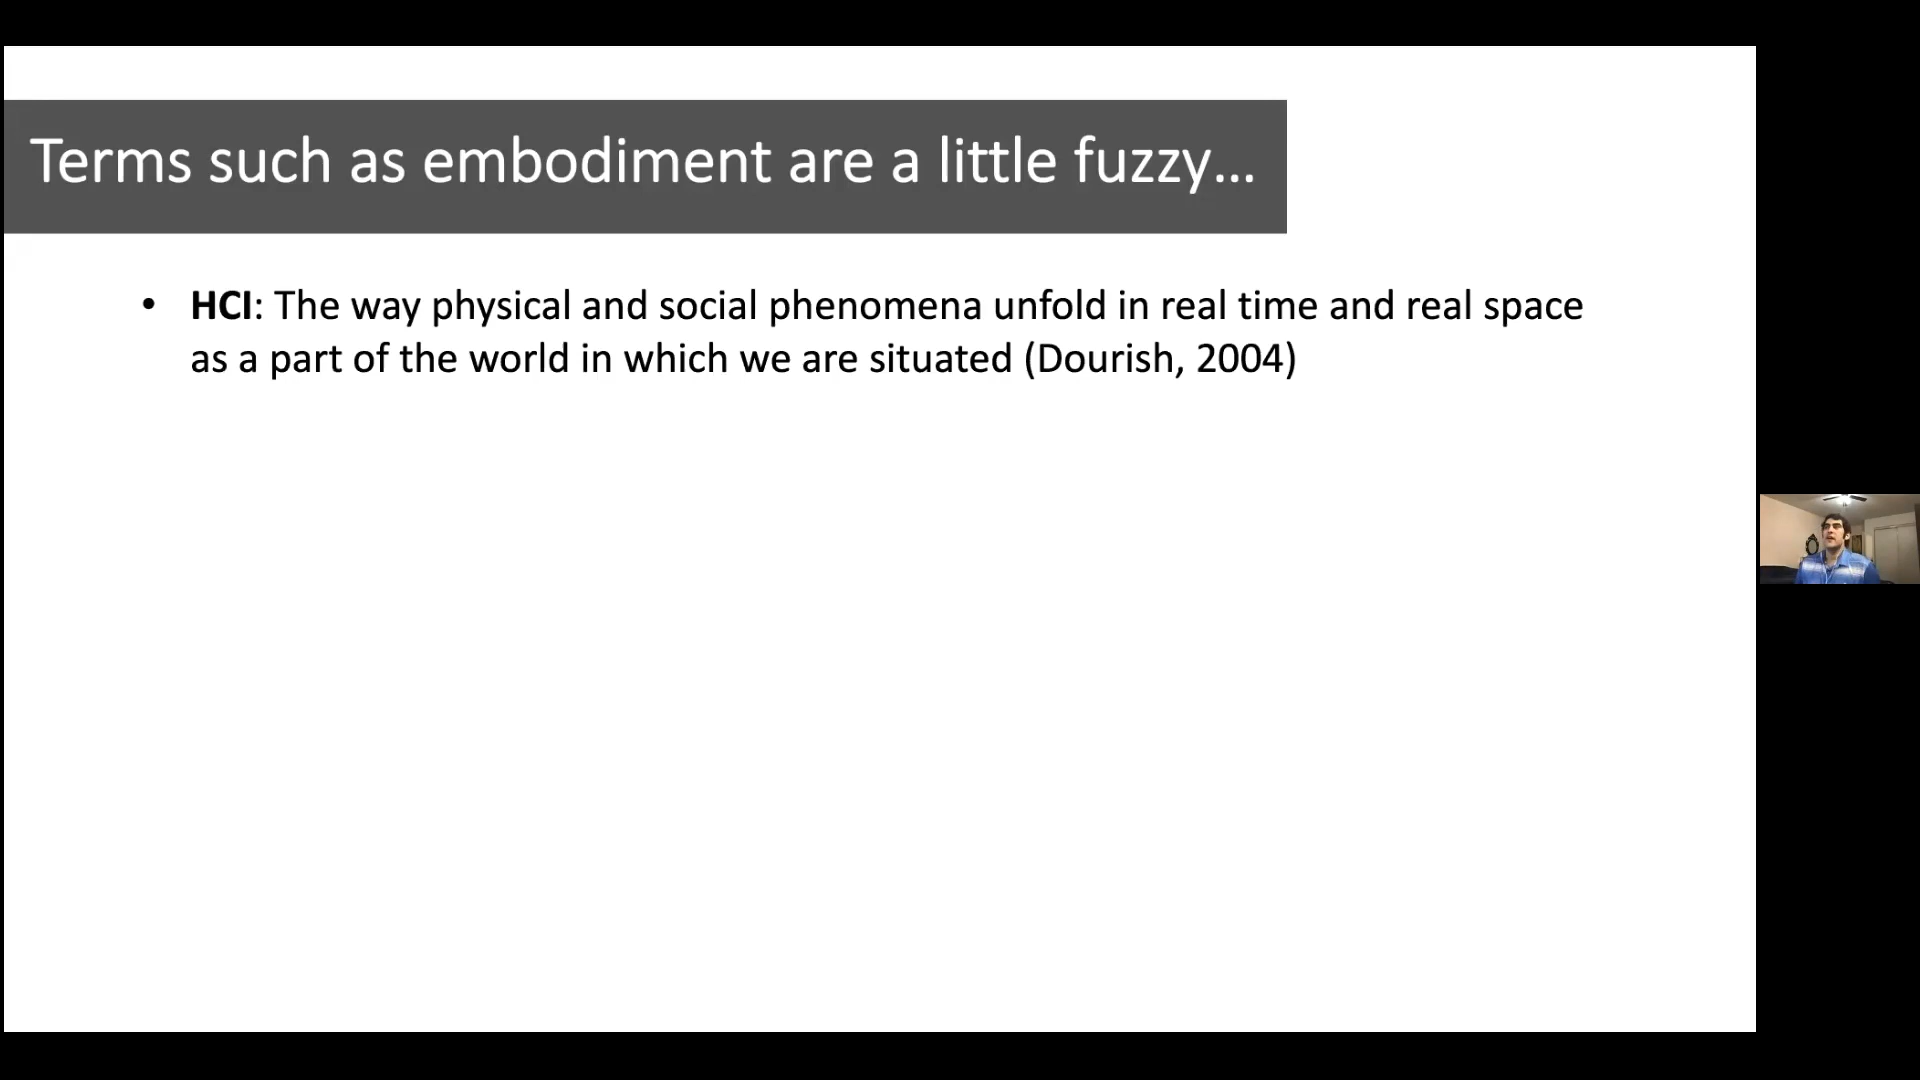 Terms such as embodiment are a little fuzzy...
• HCI: The way physical and social phenomena unfold in real time and real space
as a part of the world in which we are situated (Dourish, 2004)